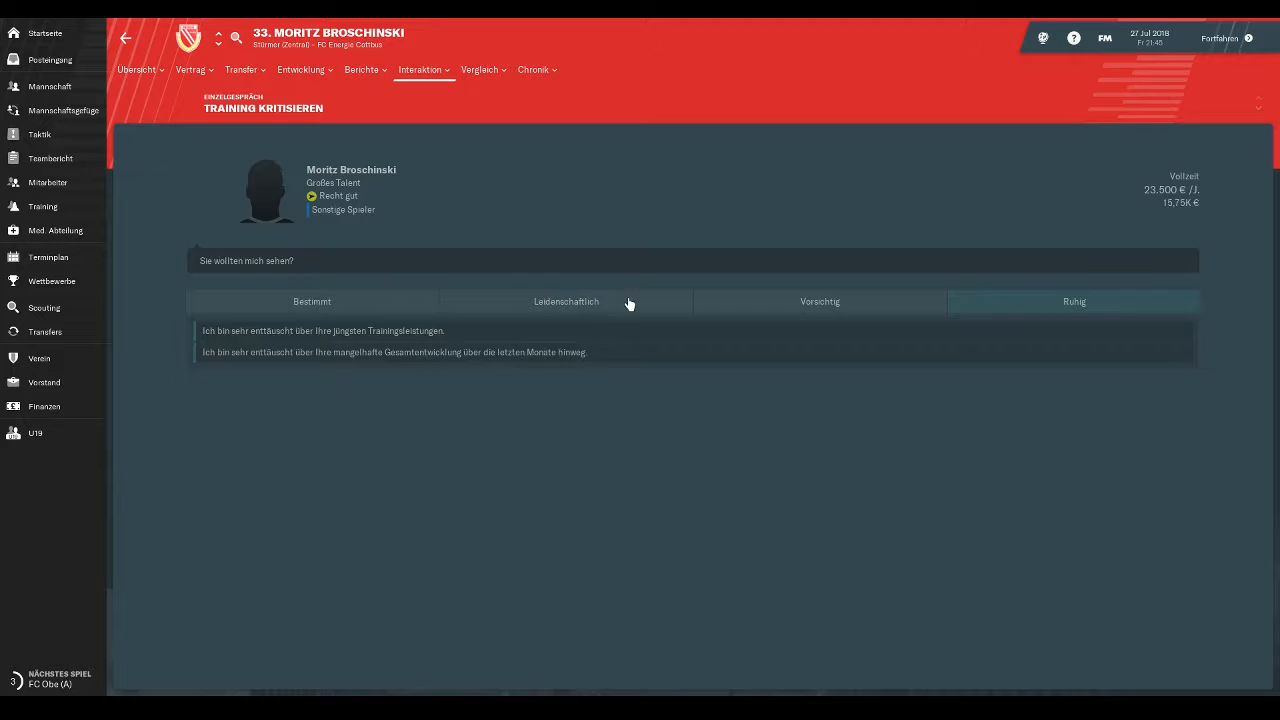 Startseite
Posteingang
Mannschaft
Mannschaftsgefüge
Taktik
Teambericht
Mitarbeiter
Training
Med. Abteilung
Terminplan
Wettbewerbe
Scouting
Transfers
Verein
Vorstand
Finanzen
U19
U19
3
NÄCHSTES SPIEL
FC Obe (A)
33. MORITZ BROSCHINSKI
Stürmer (Zentral) - FC Energie Cottbus
?
FM
27 Jul 2018
Fr 21:45
Fortfahren
Übersicht
Vertrag
Transfer
Entwicklung
Berichte
Interaktion
Vergleich
Chronik
EINZELGESPRÄCH
TRAINING KRITISIEREN
Moritz Broschinski
Großes Talent
Recht gut
Sonstige Spieler
Vollzeit
23.500 € /J.
15,75K €
Sie wollten mich sehen?
Bestimmt
Leidenschaftlich
Vorsichtig
Ruhig
Ich bin sehr enttäuscht über Ihre jüngsten Trainingsleistungen.
Ich bin sehr enttäuscht über Ihre mangelhafte Gesamtentwicklung über die letzten Monate hinweg.